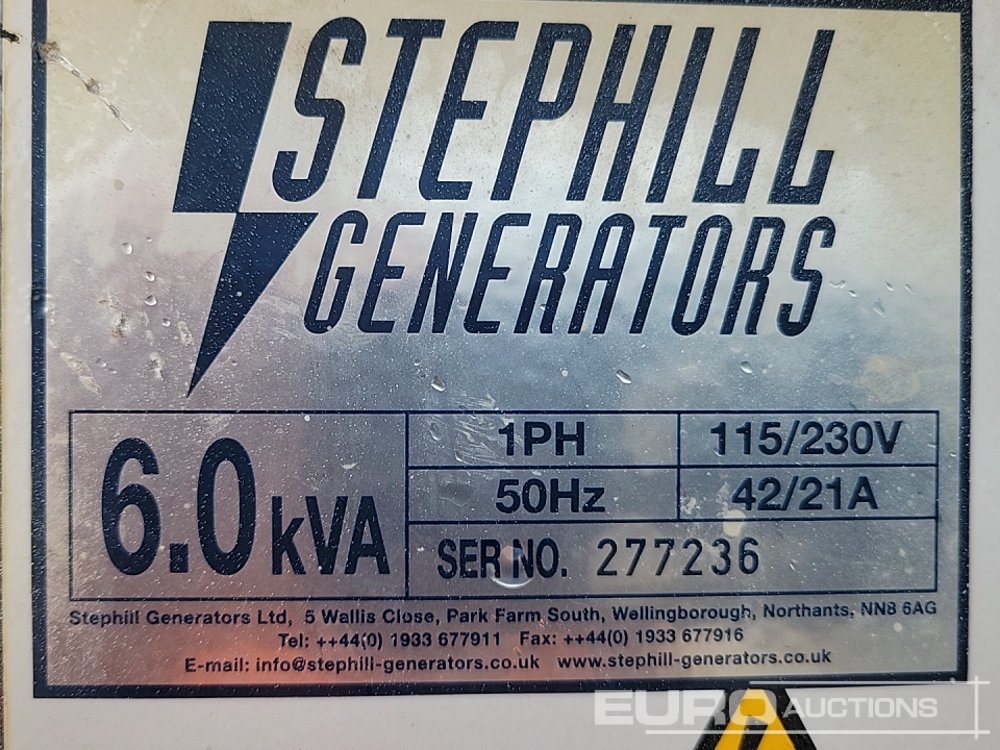 STEPHILL
GENERATORS
6.0 kVA
1PH
115/230V
50Hz
42/21A
SER NO. 277236
Stephill Generators Ltd, 5 Wallis Close, Park Farm South, Wellingborough, Northants, NN8 6AG
Tel: ++44(0) 1933 677911 Fax: ++44(0) 1933 677916
E-mail: info@stephill-generators.co.uk www.stephill-generators.co.uk
EURO AUCTIONS